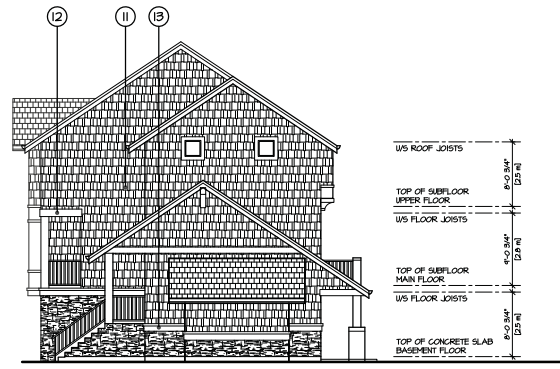 12
11
13
U/S ROOF JOISTS
8'-0 3/4"
[2.5 m]
TOP OF SUBFLOOR
UPPER FLOOR
U/S FLOOR JOISTS
9'-0 3/4"
[2.8 m]
TOP OF SUBFLOOR
MAIN FLOOR
U/S FLOOR JOISTS
8'-0 3/4"
[2.5 m]
TOP OF CONCRETE SLAB
BASEMENT FLOOR